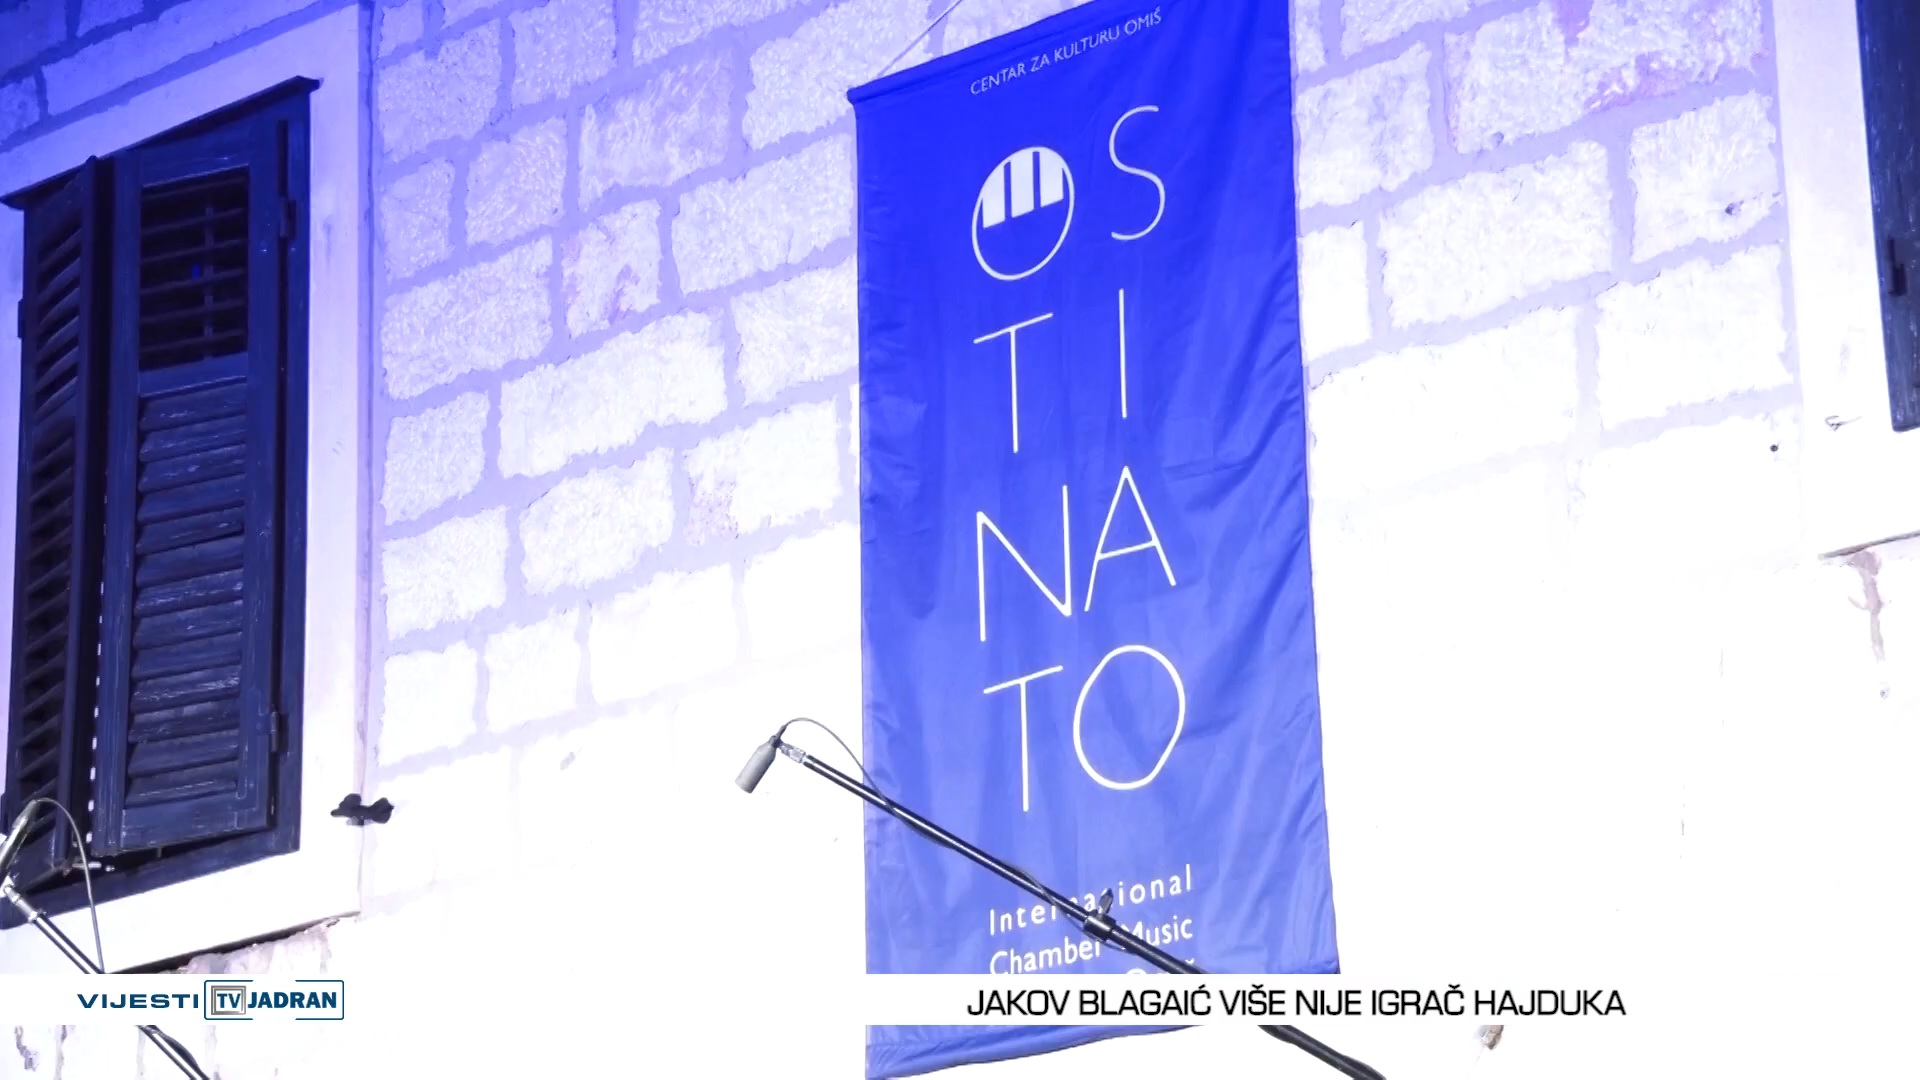 CENTAR ZA KULTURU OMIŠ
OS
TI
NA
TO
International
Chamber Music
VIJESTI TV JADRAN
JAKOV BLAGAIĆ VIŠE NIJE IGRAČ HAJDUKA